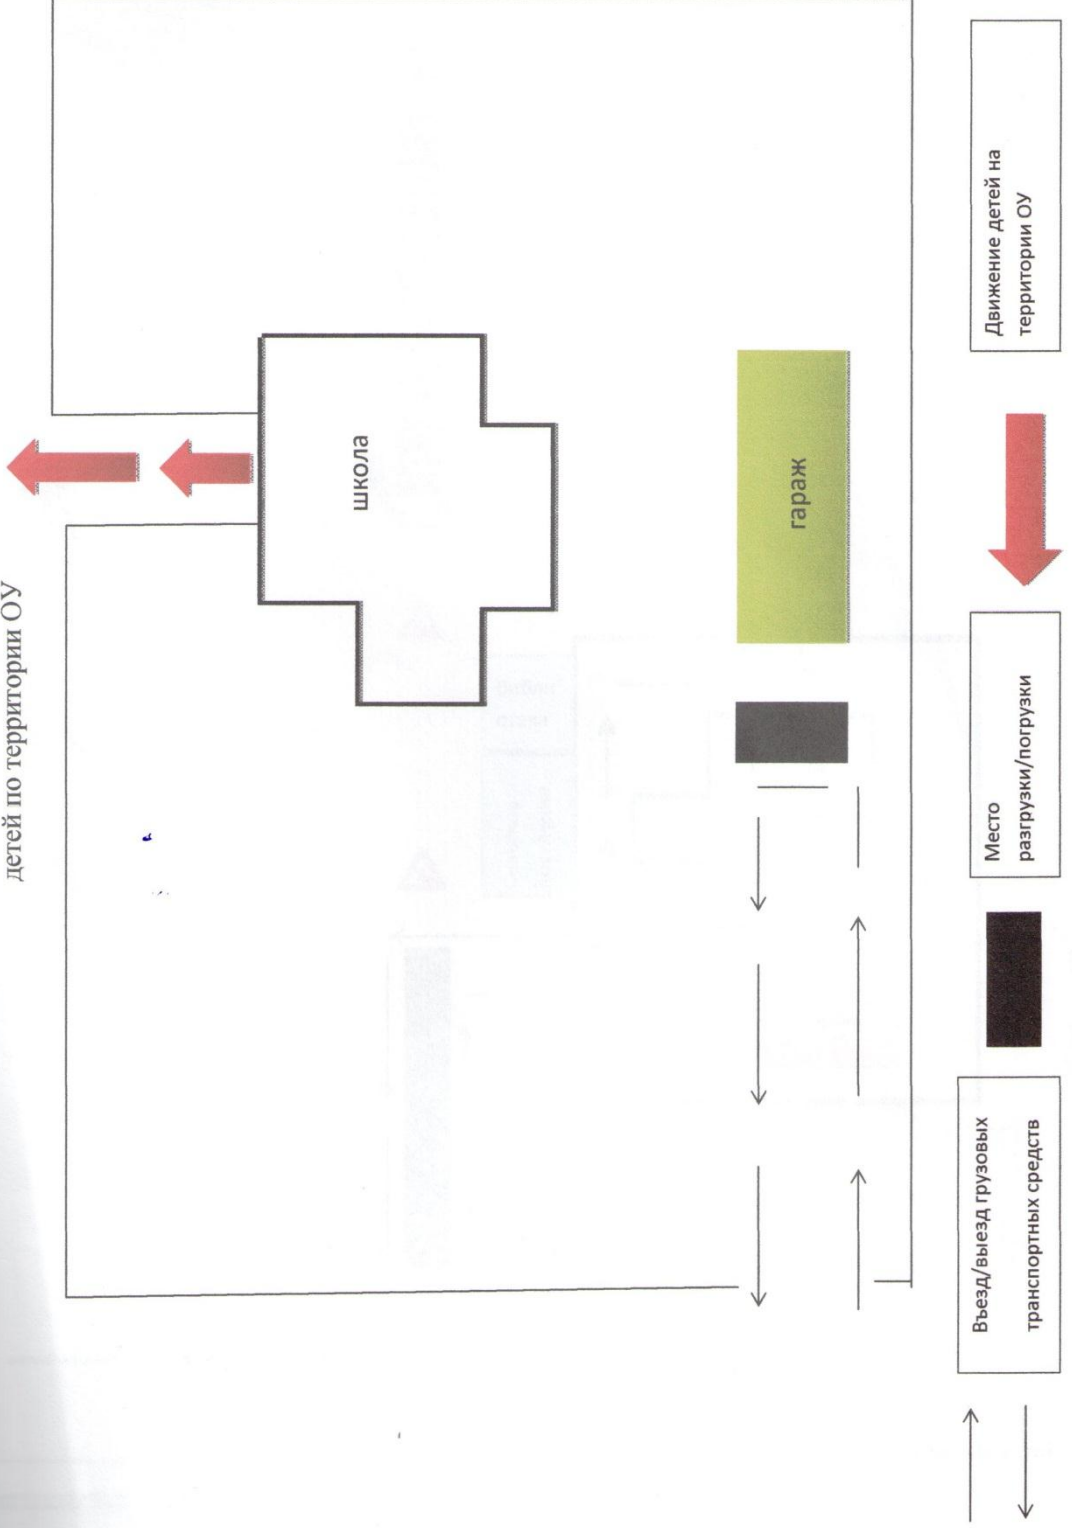 детей по территории ОУ
школа
гараж
Въезд/выезд грузовых
транспортных средств
Место
разгрузки/погрузки
Движение детей на
территории ОУ